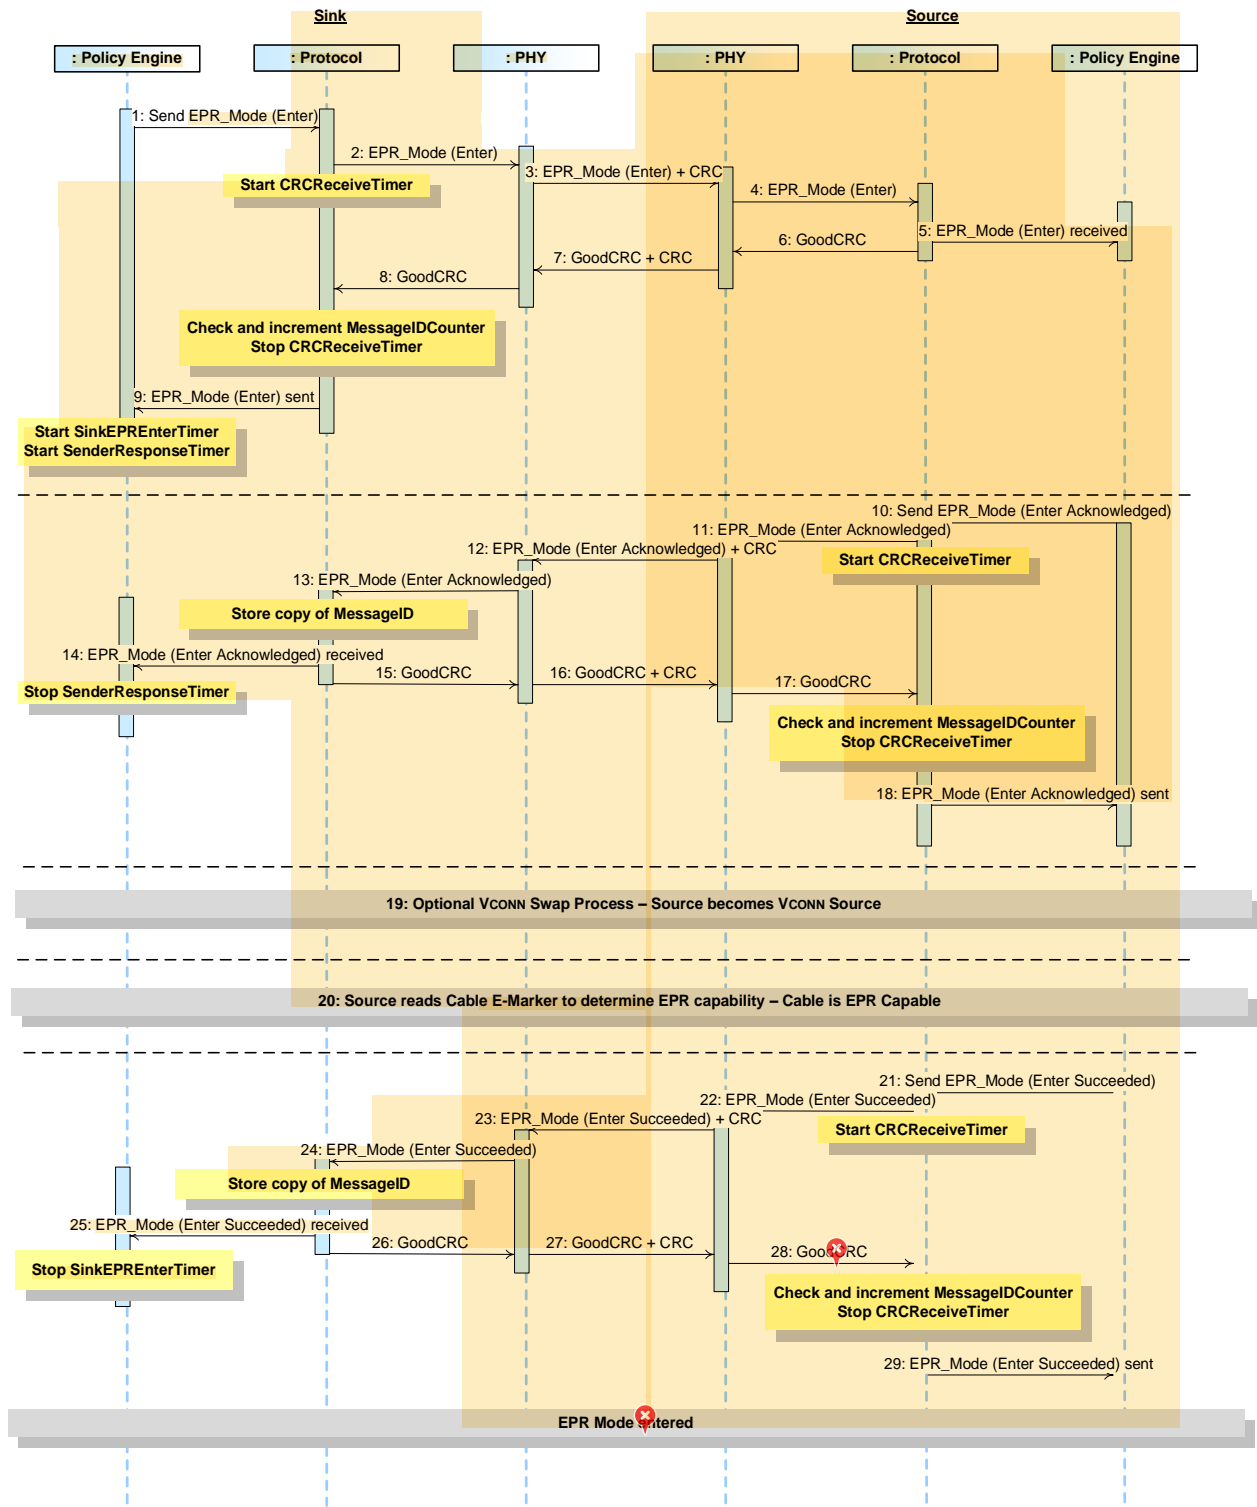 Sink
Source
: Policy Engine
: Protocol
: PHY
: PHY
: Protocol
: Policy Engine
1: Send EPR_Mode (Enter)
2: EPR_Mode (Enter)
3: EPR_Mode (Enter) + CRC
Start CRCReceiveTimer
4: EPR_Mode (Enter)
5: EPR_Mode (Enter) received
6: GoodCRC
7: GoodCRC + CRC
8: GoodCRC
Check and increment MessageIDCounter
Stop CRCReceiveTimer
9: EPR_Mode (Enter) sent
Start SinkEPREnterTimer
Start SenderResponseTimer
10: Send EPR_Mode (Enter Acknowledged)
11: EPR_Mode (Enter Acknowledged)
12: EPR_Mode (Enter Acknowledged) + CRC
Start CRCReceiveTimer
13: EPR_Mode (Enter Acknowledged)
Store copy of MessageID
14: EPR_Mode (Enter Acknowledged) received
15: GoodCRC
16: GoodCRC + CRC
17: GoodCRC
Stop SenderResponseTimer
Check and increment MessageIDCounter
Stop CRCReceiveTimer
18: EPR_Mode (Enter Acknowledged) sent
19: Optional VCONN Swap Process – Source becomes VCONN Source
20: Source reads Cable E-Marker to determine EPR capability – Cable is EPR Capable
21: Send EPR_Mode (Enter Succeeded)
22: EPR_Mode (Enter Succeeded)
23: EPR_Mode (Enter Succeeded) + CRC
Start CRCReceiveTimer
24: EPR_Mode (Enter Succeeded)
Store copy of MessageID
25: EPR_Mode (Enter Succeeded) received
26: GoodCRC
27: GoodCRC + CRC
28: GoodCRC
Stop SinkEPREnterTimer
Check and increment MessageIDCounter
Stop CRCReceiveTimer
29: EPR_Mode (Enter Succeeded) sent
EPR Mode entered